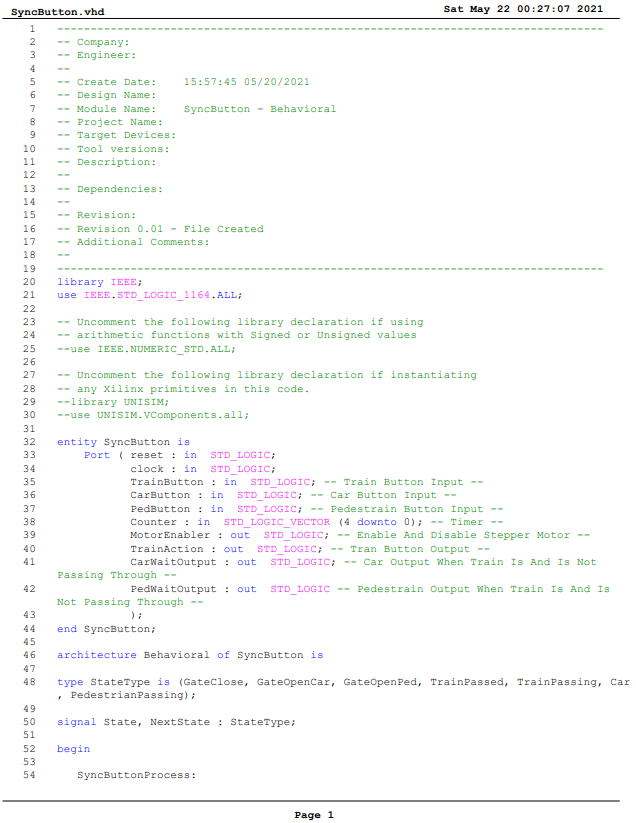 SyncButton.vhd
Sat May 22 00:27:07 2021
1 ----------------------------------------------------------------------------------
2 -- Company:
3 -- Engineer:
4 --
5 -- Create Date:    15:57:45 05/20/2021
6 -- Design Name:
7 -- Module Name:    SyncButton - Behavioral
8 -- Project Name:
9 -- Target Devices:
10 -- Tool versions:
11 -- Description:
12 --
13 -- Dependencies:
14 --
15 -- Revision:
16 -- Revision 0.01 - File Created
17 -- Additional Comments:
18 --
19 ----------------------------------------------------------------------------------
20 library IEEE;
21 use IEEE.STD_LOGIC_1164.ALL;
22
23 -- Uncomment the following library declaration if using
24 -- arithmetic functions with Signed or Unsigned values
25 --use IEEE.NUMERIC_STD.ALL;
26
27 -- Uncomment the following library declaration if instantiating
28 -- any Xilinx primitives in this code.
29 --library UNISIM;
30 --use UNISIM.VComponents.all;
31
32 entity SyncButton is
33     Port ( reset : in  STD_LOGIC;
34            clock : in  STD_LOGIC;
35            TrainButton : in  STD_LOGIC; -- Train Button Input --
36            CarButton : in  STD_LOGIC; -- Car Button Input --
37            PedButton : in  STD_LOGIC; -- Pedestrain Button Input --
38            Counter : in  STD_LOGIC_VECTOR (4 downto 0); -- Timer --
39            MotorEnabler : out  STD_LOGIC; -- Enable And Disable Stepper Motor --
40            TrainAction : out  STD_LOGIC; -- Tran Button Output --
41            CarWaitOutput : out  STD_LOGIC; -- Car Output When Train Is And Is Not
Passing Through --
42            PedWaitOutput : out  STD_LOGIC -- Pedestrain Output When Train Is And Is
Not Passing Through --
43            );
44 end SyncButton;
45
46 architecture Behavioral of SyncButton is
47
48 type StateType is (GateClose, GateOpenCar, GateOpenPed, TrainPassed, TrainPassing, Car
, PedestrianPassing);
49
50 signal State, NextState : StateType;
51
52 begin
53
54    SyncButtonProcess:
Page 1